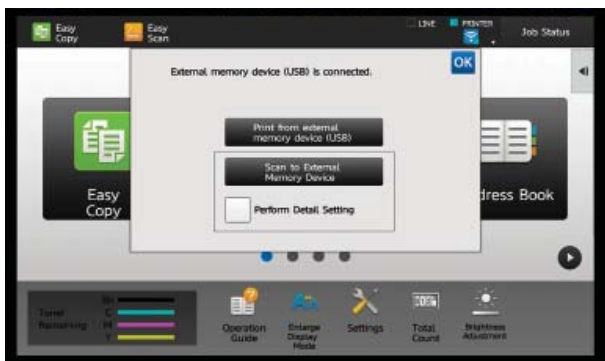 Easy
Copy
Easy
Scan
LINE
PRINTER
Job Status
External memory device (USB) is connected.
OK
Print from external
memory device (USB)
Scan to External
Memory Device
Perform Detail Setting
Easy
Copy
dress Book
Toner
Remaining
Bk
C
M
Y
Operation
Guide
Enlarge
Display
Mode
Settings
Total
Count
Brightness
Adjustment